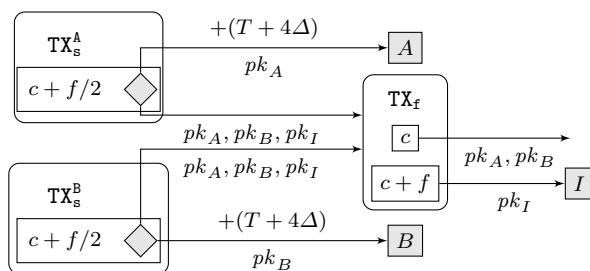 +(T + 4Δ)
TX_s^A
A
pk_A
c + f/2
TX_f
pk_A, pk_B, pk_I
c
pk_A, pk_B, pk_I
pk_A, pk_B
TX_s^B
c + f
I
+(T + 4Δ)
pk_I
c + f/2
B
pk_B